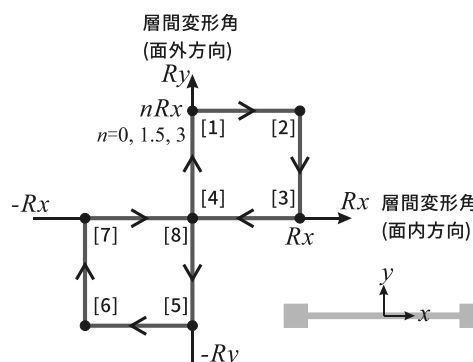 層間変形角
(面外方向)
Ry
nRx
n=0, 1.5, 3
[1]
[2]
[4]
[3]
-Rx
Rx
層間変形角
(面内方向)
Rx
[7]
[8]
[6]
[5]
-Ry
y
x